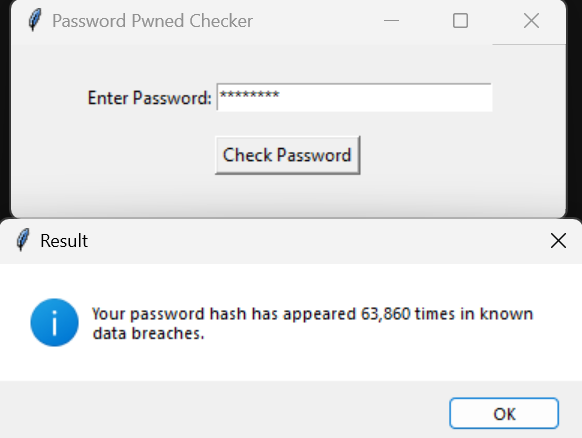 Password Pwned Checker
Enter Password: ********
Check Password
Result
Your password hash has appeared 63,860 times in known
data breaches.
OK